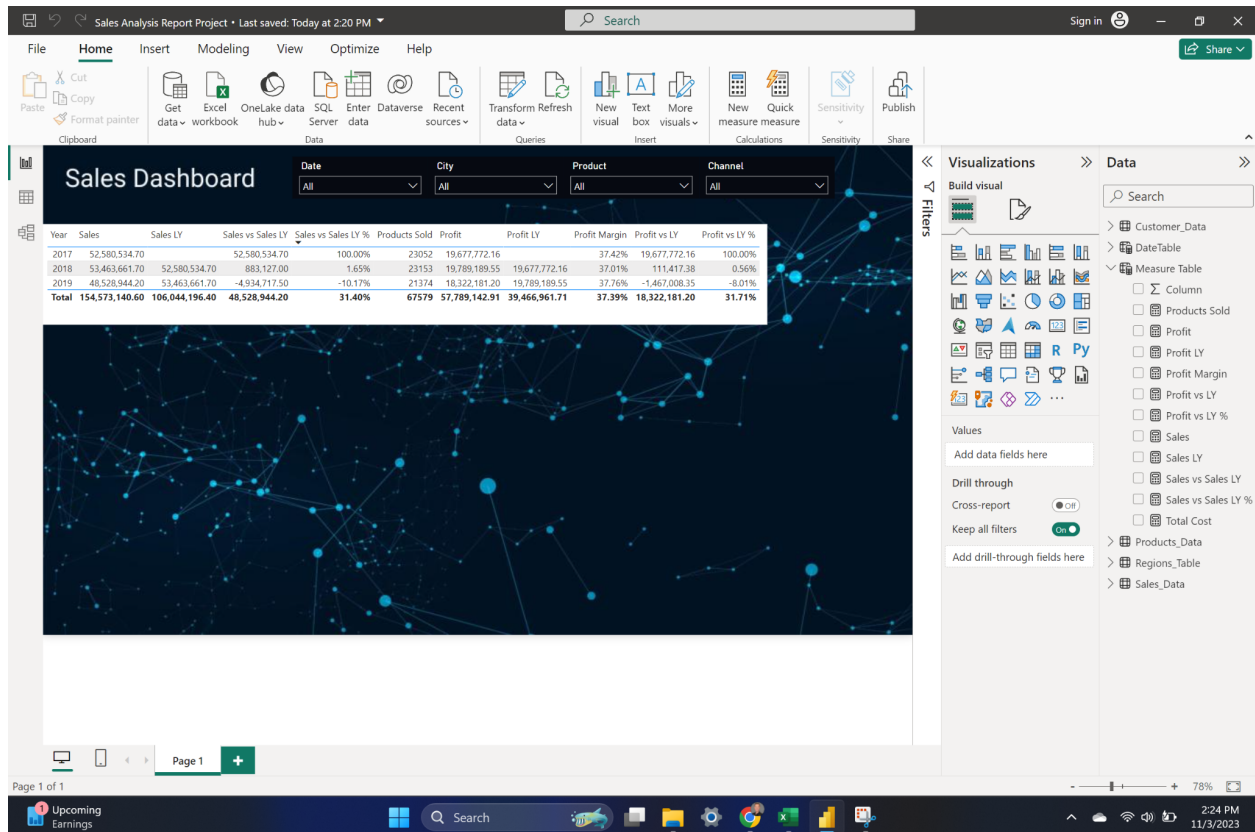 Sales Analysis Report Project • Last saved: Today at 2:20 PM
Search
Sign in
File Home Insert Modeling View Optimize Help
Share
Paste
Cut
Copy
Format painter
Clipboard
Get data
Excel workbook
OneLake data hub
SQL Server
Enter data
Dataverse
Recent sources
Data
Transform data
Refresh
Queries
New visual
Text box
More visuals
Insert
New measure
Quick measure
Calculations
Sensitivity
Sensitivity
Publish
Share
Sales Dashboard
Date City Product Channel
All All All All
Year Sales Sales LY Sales vs Sales LY Sales vs Sales LY % Products Sold Profit Profit LY Profit Margin Profit vs LY Profit vs LY %
2017 52,580,534.70 52,580,534.70 100.00% 23052 19,677,772.16 37.42% 19,677,772.16 100.00%
2018 53,463,661.70 52,580,534.70 883,127.00 1.65% 23153 19,789,189.55 19,677,772.16 37.01% 111,417.38 0.56%
2019 48,528,944.20 53,463,661.70 -4,934,717.50 -10.17% 21374 18,322,181.20 19,789,189.55 37.76% -1,467,008.35 -8.01%
Total 154,573,140.60 106,044,196.40 48,528,944.20 31.40% 67579 57,789,142.91 39,466,961.71 37.39% 18,322,181.20 31.71%
Filters
Visualizations
Build visual
123
R Py
123
Values
Add data fields here
Drill through
Cross-report Off
Keep all filters On
Add drill-through fields here
Data
Search
Customer_Data
DateTable
Measure Table
Column
Products Sold
Profit
Profit LY
Profit Margin
Profit vs LY
Profit vs LY %
Sales
Sales LY
Sales vs Sales LY
Sales vs Sales LY %
Total Cost
Products_Data
Regions_Table
Sales_Data
Page 1
Page 1 of 1
78%
1
Upcoming
Earnings
Search
2:24 PM
11/3/2023